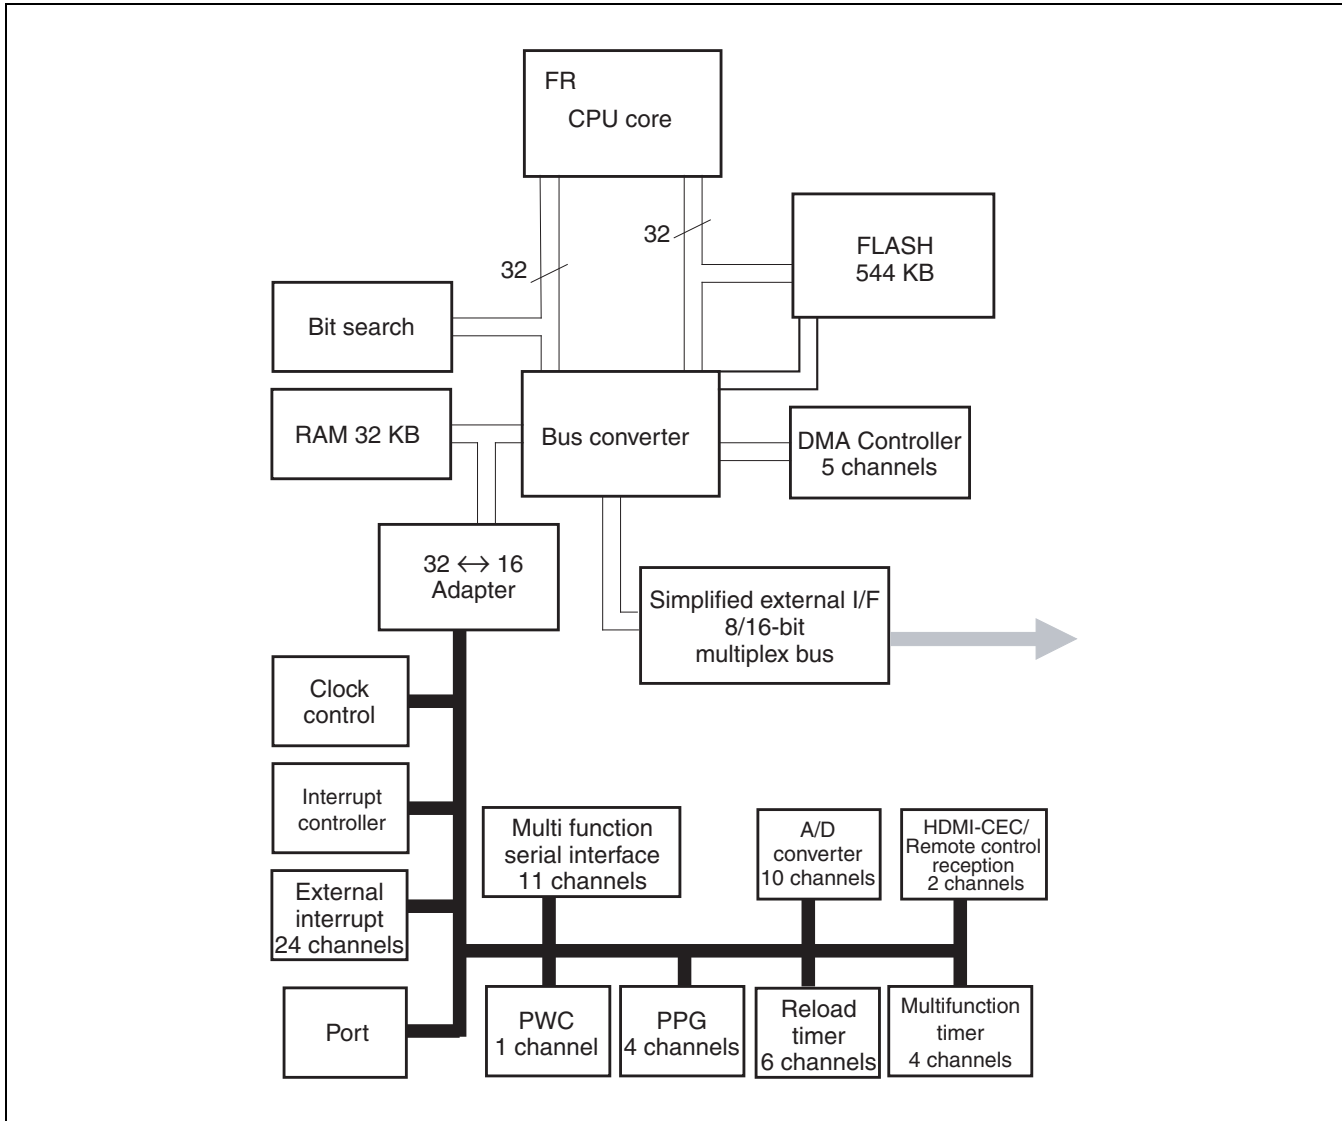 FR
CPU core
32
32
FLASH
544 KB
Bit search
RAM 32 KB
Bus converter
DMA Controller
5 channels
32 ↔ 16
Adapter
Simplified external I/F
8/16-bit
multiplex bus
Clock
control
Interrupt
controller
External
interrupt
24 channels
Port
Multi function
serial interface
11 channels
A/D
converter
10 channels
HDMI-CEC/
Remote control
reception
2 channels
PWC
1 channel
PPG
4 channels
Reload
timer
6 channels
Multifunction
timer
4 channels